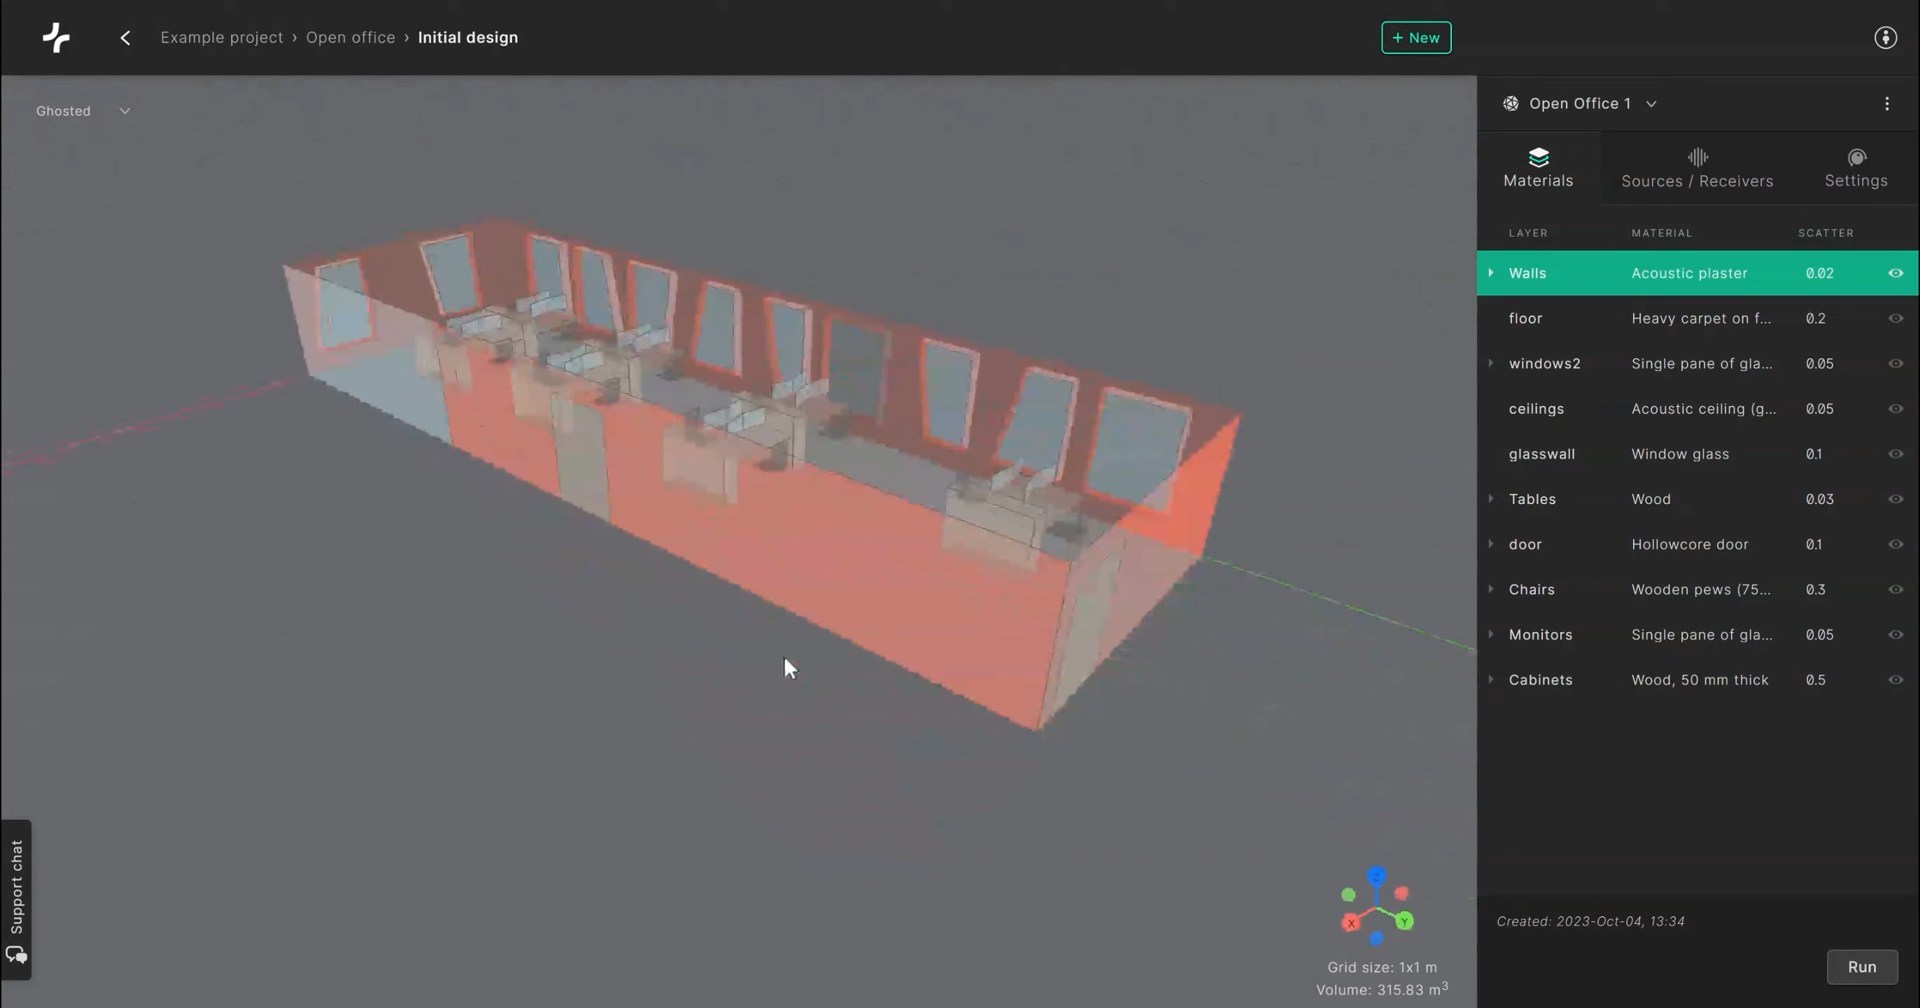 Example project › Open office › Initial design
+ New
Ghosted
Open Office 1
Materials
Sources / Receivers
Settings
LAYER MATERIAL SCATTER
Walls Acoustic plaster 0.02
floor Heavy carpet on f... 0.2
windows2 Single pane of gla... 0.05
ceilings Acoustic ceiling (g... 0.05
glasswall Window glass 0.1
Tables Wood 0.03
door Hollowcore door 0.1
Chairs Wooden pews (75... 0.3
Monitors Single pane of gla... 0.05
Cabinets Wood, 50 mm thick 0.5
Support chat
Z
X
Y
Grid size: 1x1 m
Volume: 315.83 m³
Created: 2023-Oct-04, 13:34
Run